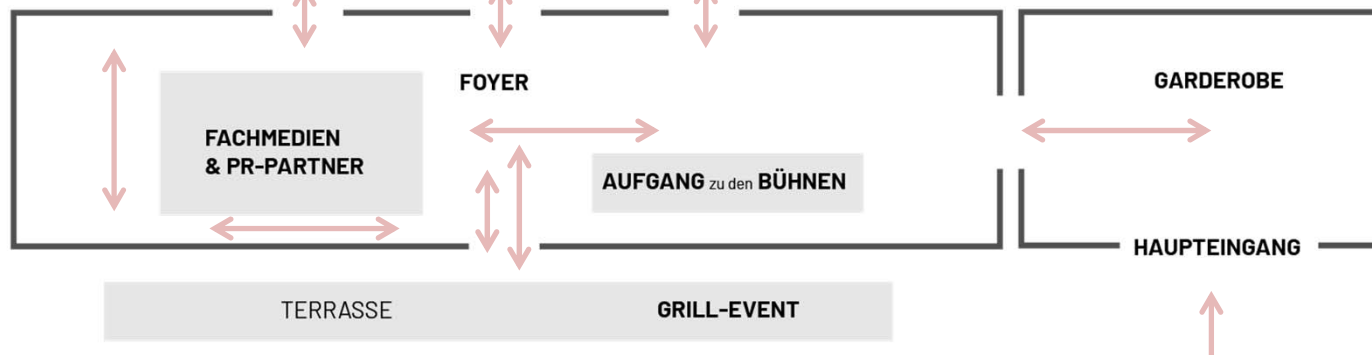 FOYER
GARDEROBE
FACHMEDIEN
& PR-PARTNER
AUFGANG zu den BÜHNEN
HAUPTEINGANG
TERRASSE
GRILL-EVENT